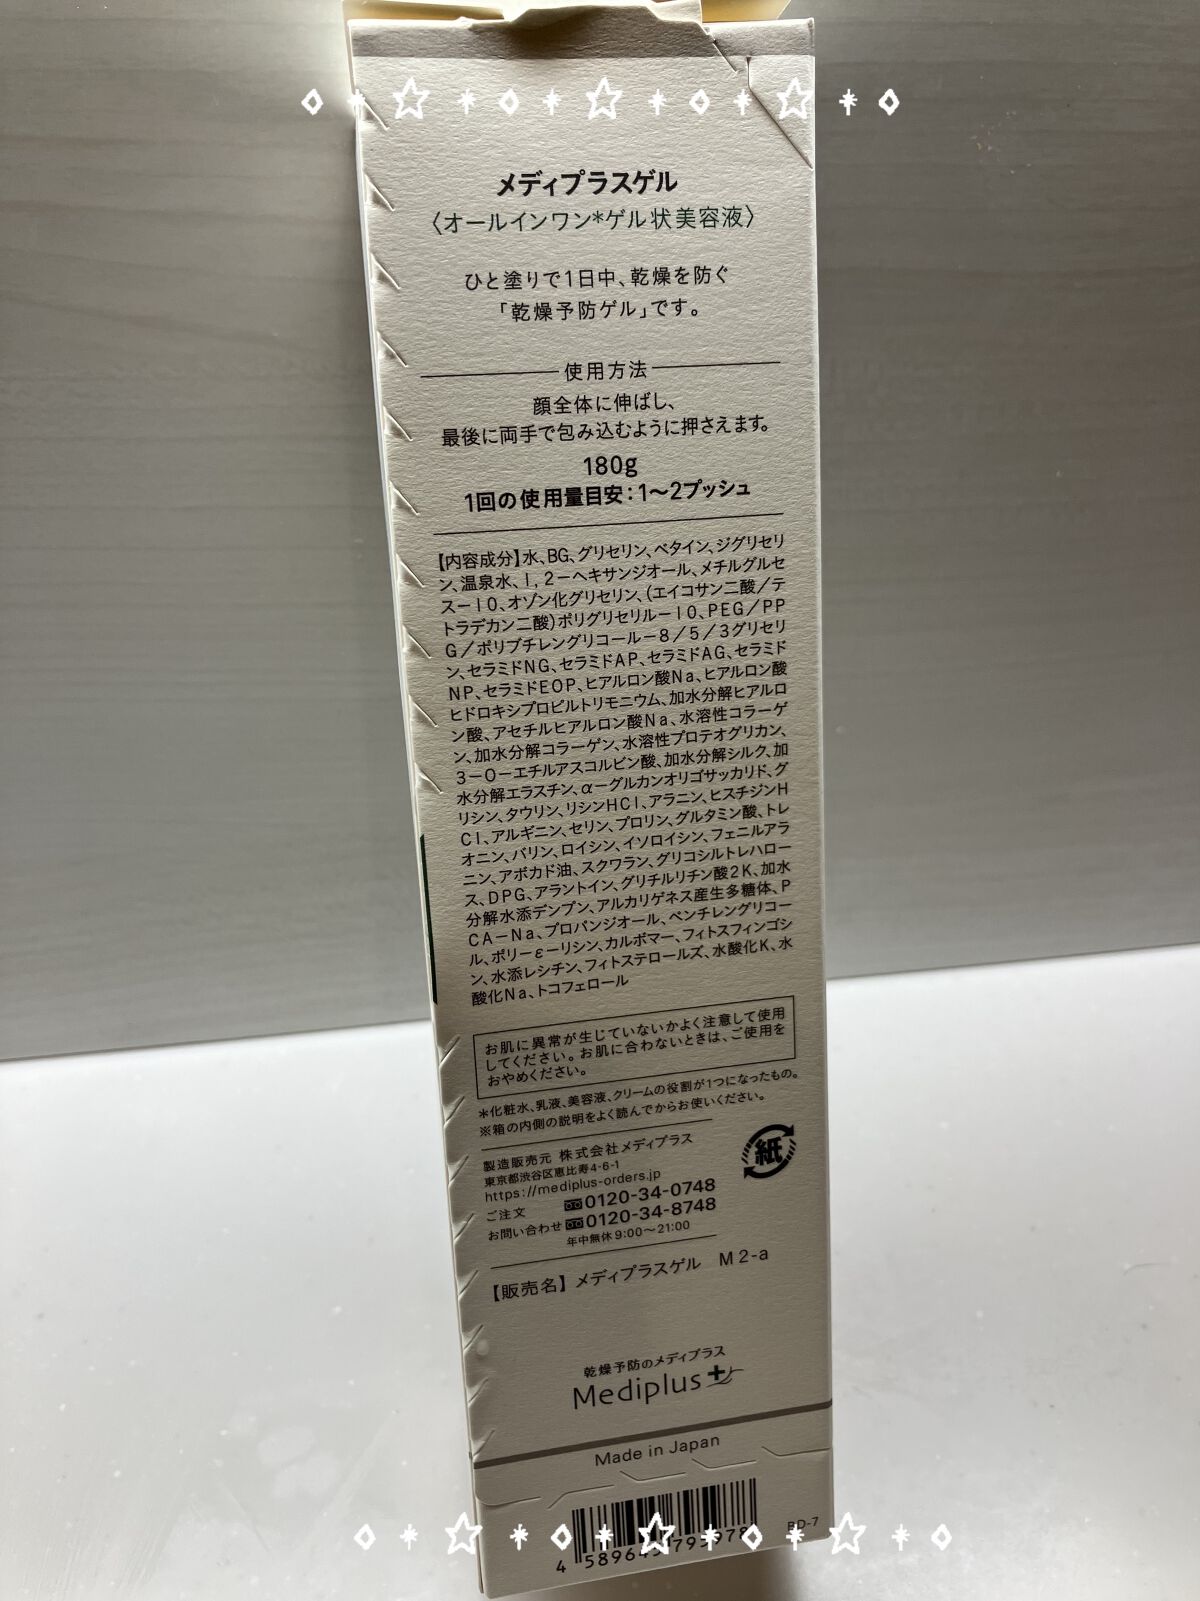 メディプラスゲル
〈オールインワン*ゲル状美容液〉
ひと塗りで1日中、乾燥を防ぐ
「乾燥予防ゲル」です。
使用方法
顔全体に伸ばし、
最後に両手で包み込むように押さえます。
180g
1回の使用量目安：1〜2プッシュ
【内容成分】水、BG、グリセリン、ベタイン、ジグリセリ
ン、温泉水、1,2−ヘキサンジオール、メチルグルセ
ス−10、オゾン化グリセリン、(エイコサン二酸／テ
トラデカン二酸)ポリグリセリル−10、PEG／PP
G／ポリブチレングリコール−8／5／3グリセリ
ン、セラミドNG、セラミドAP、セラミドAG、セラミド
NP、セラミドEOP、ヒアルロン酸Na、ヒアルロン酸
ヒドロキシプロピルトリモニウム、加水分解ヒアルロ
ン酸、アセチルヒアルロン酸Na、水溶性コラーゲ
ン、加水分解コラーゲン、水溶性プロテオグリカン、
3−O−エチルアスコルビン酸、加水分解シルク、加
水分解エラスチン、α−グルカンオリゴサッカリド、グ
リシン、タウリン、リシンHCl、アラニン、ヒスチジンH
Cl、アルギニン、セリン、プロリン、グルタミン酸、トレ
オニン、バリン、ロイシン、イソロイシン、フェニルアラ
ニン、アボカド油、スクワラン、グリコシルトレハロー
ス、DPG、アラントイン、グリチルリチン酸2K、加水
分解水添デンプン、アルカリゲネス産生多糖体、P
CA−Na、プロパンジオール、ペンチレングリコー
ル、ポリ−ε−リシン、カルボマー、フィトスフィンゴシ
ン、水添レシチン、フィトステロールズ、水酸化K、水
酸化Na、トコフェロール
お肌に異常が生じていないかよく注意して使用
してください。お肌に合わないときは、ご使用を
おやめください。
＊化粧水、乳液、美容液、クリームの役割が1つになったもの。
※箱の内側の説明をよく読んでからお使いください。
製造販売元 株式会社メディプラス
東京都渋谷区恵比寿4-6-1
https://mediplus-orders.jp
ご注文 0120-34-0748
お問い合わせ 0120-34-8748
年中無休9:00〜21:00
紙
【販売名】メディプラスゲル M2-a
乾燥予防のメディプラス
Mediplus+
Made in Japan
BD-7